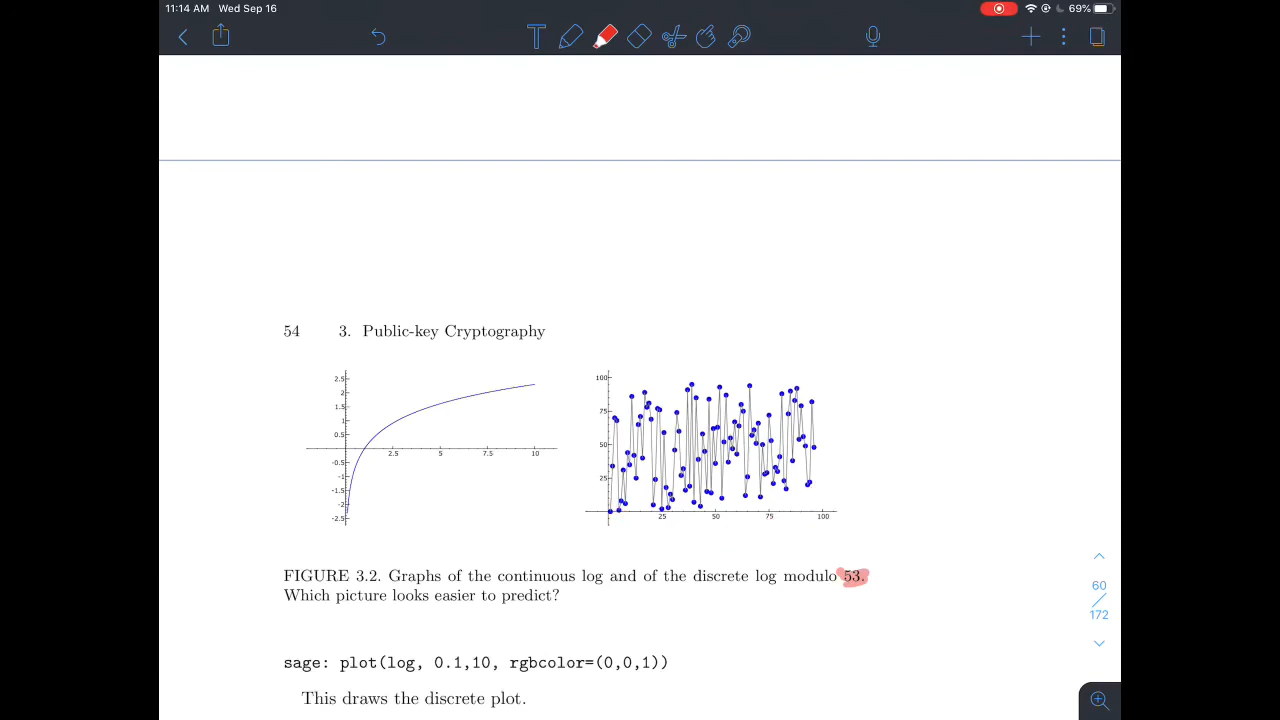 11:14 AM Wed Sep 16
69%
T
54 3. Public-key Cryptography
2.5
2
1.5
1
0.5
-0.5
-1
-1.5
-2
-2.5
2.5 5 7.5 10
100
75
50
25
25 50 75 100
FIGURE 3.2. Graphs of the continuous log and of the discrete log modulo 53.
Which picture looks easier to predict?
60
172
sage: plot(log, 0.1,10, rgbcolor=(0,0,1))
This draws the discrete plot.